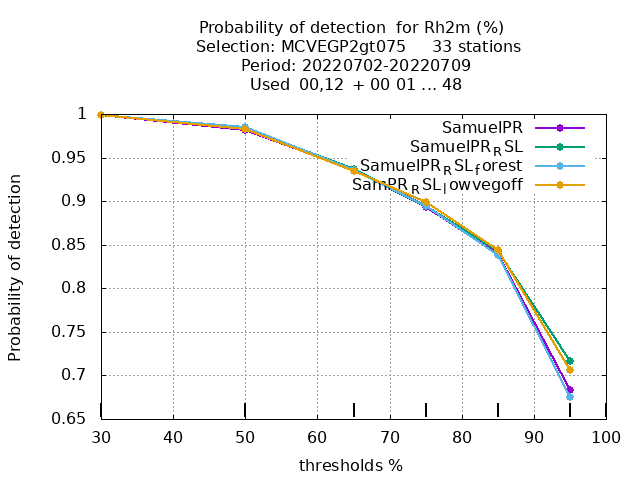 Probability of detection for Rh2m (%)
Selection: MCVEGP2gt075 33 stations
Period: 20220702-20220709
Used 00,12 + 00 01 ... 48
SamuelPR
SamuelPR_RSL
SamuelPR_RSL_forest
SamPR_RSL_lowvegoff
Probability of detection
1
0.95
0.9
0.85
0.8
0.75
0.7
0.65
30 40 50 60 70 80 90 100
thresholds %